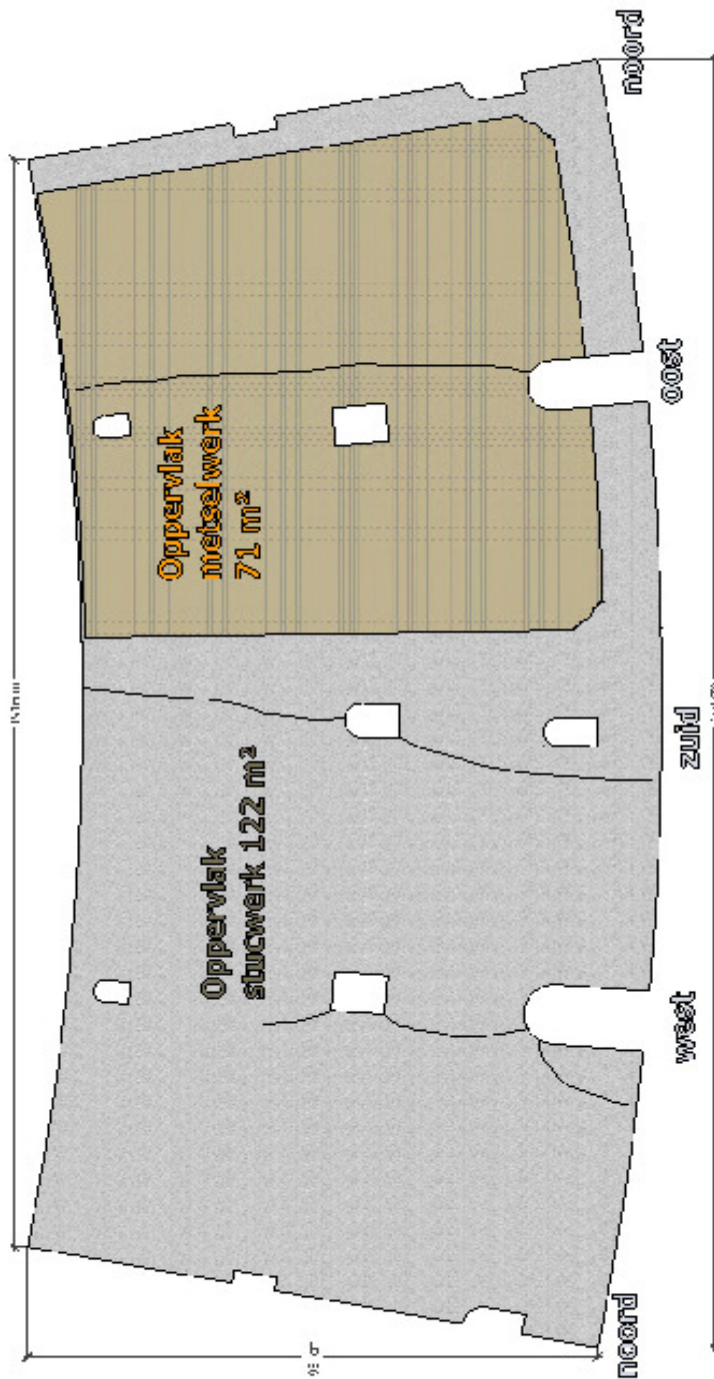 noord
oost
zuid
west
noord
Oppervlak
metselwerk
71 m²
Oppervlak
stucwerk 122 m²